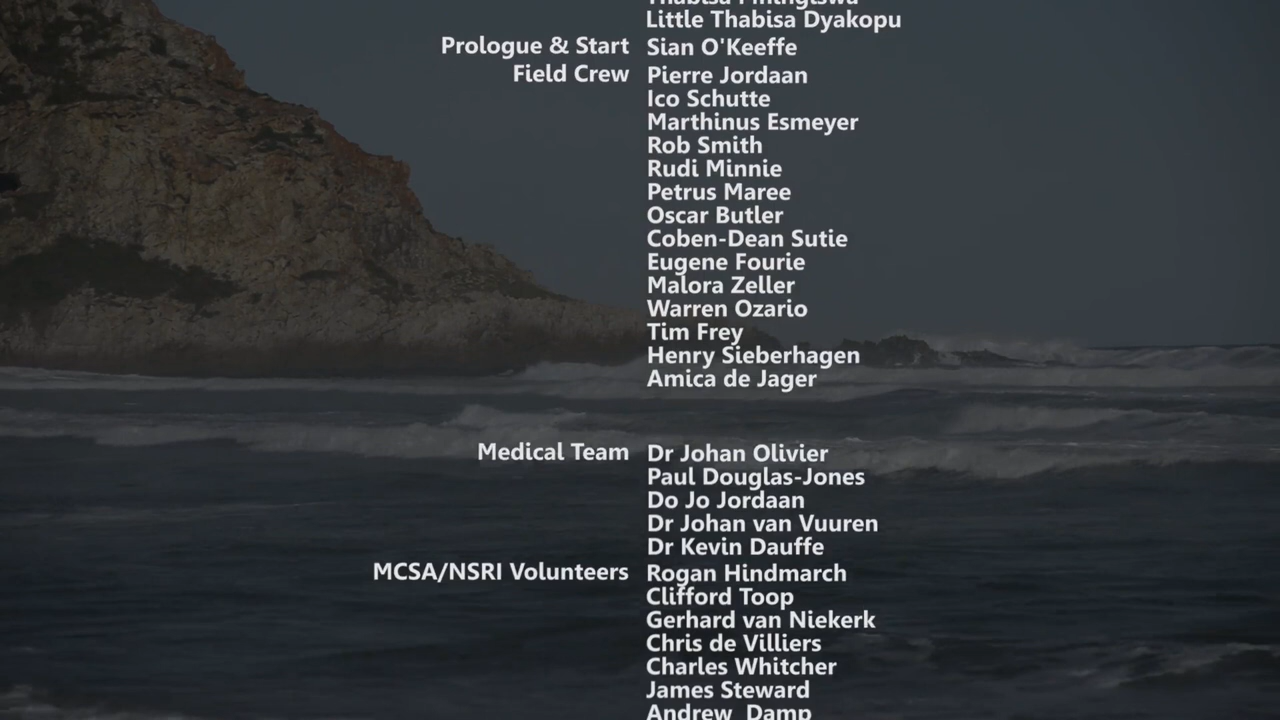 Little Thabisa Dyakopu
Prologue & Start Sian O'Keeffe
Field Crew Pierre Jordaan
Ico Schutte
Marthinus Esmeyer
Rob Smith
Rudi Minnie
Petrus Maree
Oscar Butler
Coben-Dean Sutie
Eugene Fourie
Malora Zeller
Warren Ozario
Tim Frey
Henry Sieberhagen
Amica de Jager
Medical Team Dr Johan Olivier
Paul Douglas-Jones
Do Jo Jordaan
Dr Johan van Vuuren
Dr Kevin Dauffe
MCSA/NSRI Volunteers Rogan Hindmarch
Clifford Toop
Gerhard van Niekerk
Chris de Villiers
Charles Whitcher
James Steward
Andrew Damp